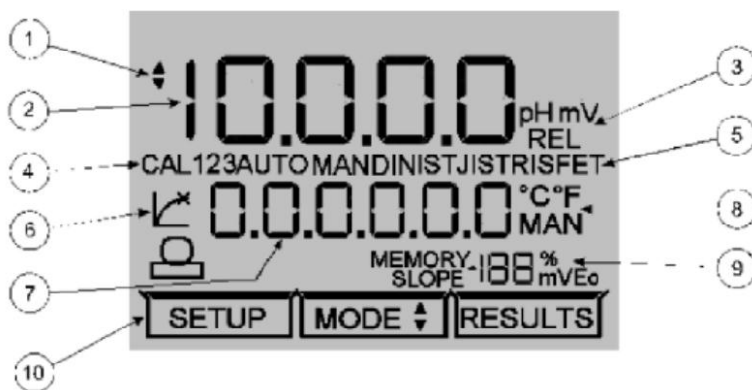 1
2
3
4
5
6
7
8
9
10
10.0.0.0
pH mV
REL
CAL123AUTOMANDINISTJISTRISFET
0.0.0.0.0.0
°C°F
MAN
MEMORY
SLOPE
-188
%
mVEo
SETUP
MODE
RESULTS